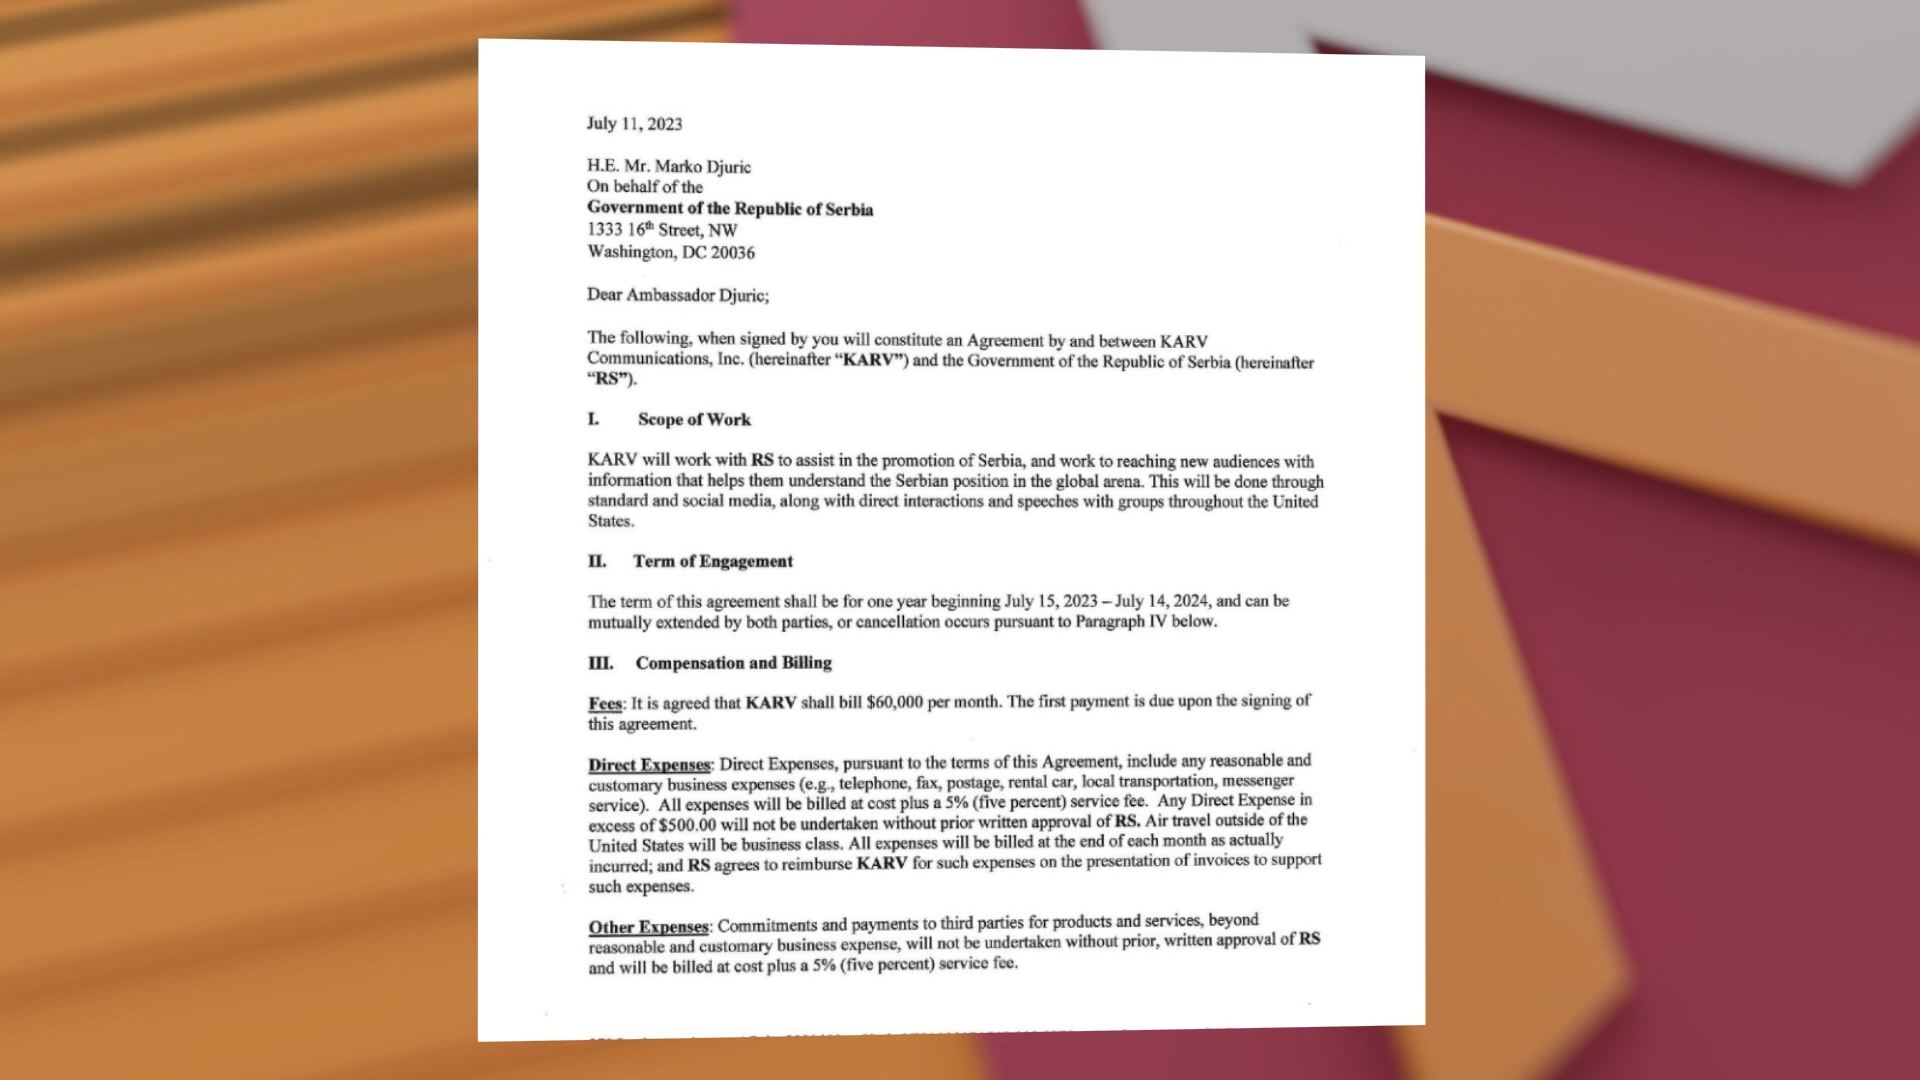 July 11, 2023
H.E. Mr. Marko Djuric
On behalf of the
Government of the Republic of Serbia
1333 16th Street, NW
Washington, DC 20036
Dear Ambassador Djuric;
The following, when signed by you will constitute an Agreement by and between KARV
Communications, Inc. (hereinafter “KARV”) and the Government of the Republic of Serbia (hereinafter
“RS”).
I. Scope of Work
KARV will work with RS to assist in the promotion of Serbia, and work to reaching new audiences with
information that helps them understand the Serbian position in the global arena. This will be done through
standard and social media, along with direct interactions and speeches with groups throughout the United
States.
II. Term of Engagement
The term of this agreement shall be for one year beginning July 15, 2023 – July 14, 2024, and can be
mutually extended by both parties, or cancellation occurs pursuant to Paragraph IV below.
III. Compensation and Billing
Fees: It is agreed that KARV shall bill $60,000 per month. The first payment is due upon the signing of
this agreement.
Direct Expenses: Direct Expenses, pursuant to the terms of this Agreement, include any reasonable and
customary business expenses (e.g., telephone, fax, postage, rental car, local transportation, messenger
service). All expenses will be billed at cost plus a 5% (five percent) service fee. Any Direct Expense in
excess of $500.00 will not be undertaken without prior written approval of RS. Air travel outside of the
United States will be business class. All expenses will be billed at the end of each month as actually
incurred; and RS agrees to reimburse KARV for such expenses on the presentation of invoices to support
such expenses.
Other Expenses: Commitments and payments to third parties for products and services, beyond
reasonable and customary business expense, will not be undertaken without prior, written approval of RS
and will be billed at cost plus a 5% (five percent) service fee.